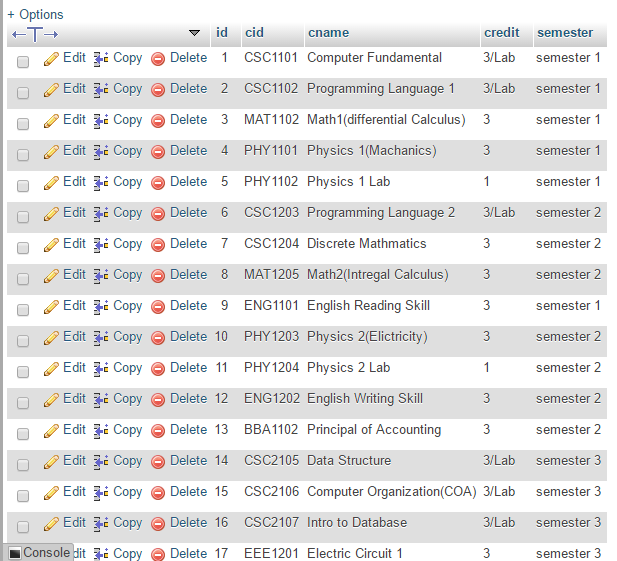 + Options
←T→ id cid cname credit semester
Edit Copy Delete 1 CSC1101 Computer Fundamental 3/Lab semester 1
Edit Copy Delete 2 CSC1102 Programming Language 1 3/Lab semester 1
Edit Copy Delete 3 MAT1102 Math1(differential Calculus) 3 semester 1
Edit Copy Delete 4 PHY1101 Physics 1(Machanics) 3 semester 1
Edit Copy Delete 5 PHY1102 Physics 1 Lab 1 semester 1
Edit Copy Delete 6 CSC1203 Programming Language 2 3/Lab semester 2
Edit Copy Delete 7 CSC1204 Discrete Mathmatics 3 semester 2
Edit Copy Delete 8 MAT1205 Math2(Intregal Calculus) 3 semester 2
Edit Copy Delete 9 ENG1101 English Reading Skill 3 semester 1
Edit Copy Delete 10 PHY1203 Physics 2(Elictricity) 3 semester 2
Edit Copy Delete 11 PHY1204 Physics 2 Lab 1 semester 2
Edit Copy Delete 12 ENG1202 English Writing Skill 3 semester 2
Edit Copy Delete 13 BBA1102 Principal of Accounting 3 semester 2
Edit Copy Delete 14 CSC2105 Data Structure 3/Lab semester 3
Edit Copy Delete 15 CSC2106 Computer Organization(COA) 3/Lab semester 3
Edit Copy Delete 16 CSC2107 Intro to Database 3/Lab semester 3
Console dit Copy Delete 17 EEE1201 Electric Circuit 1 3 semester 3